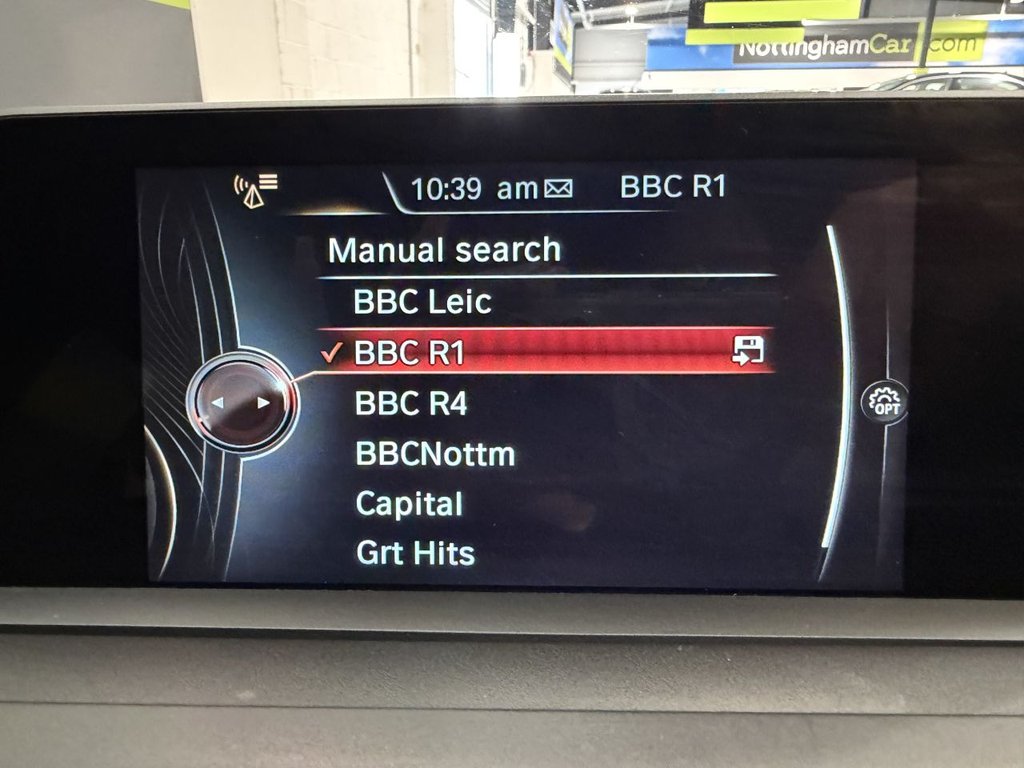 NottinghamCar.com
10:39 am BBC R1
Manual search
BBC Leic
BBC R1
BBC R4
OPT
BBCNottm
Capital
Grt Hits